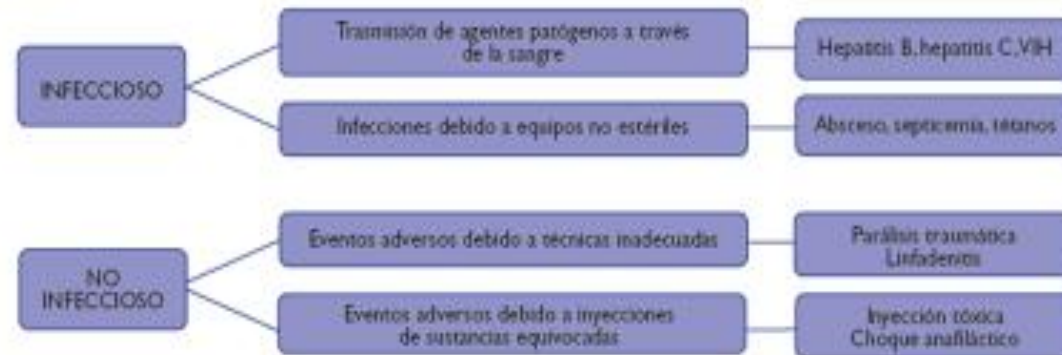 INFECCIOSO
Trasmisión de agentes patógenos a través
de la sangre
Hepatitis B, hepatitis C, VIH
Infecciones debido a equipos no estériles
Absceso, septicemia, tétanos
NO
INFECCIOSO
Eventos adversos debido a técnicas inadecuadas
Parálisis traumática
Linfadenitis
Eventos adversos debido a inyecciones
de sustancias equivocadas
Inyección tóxica
Choque anafiláctico